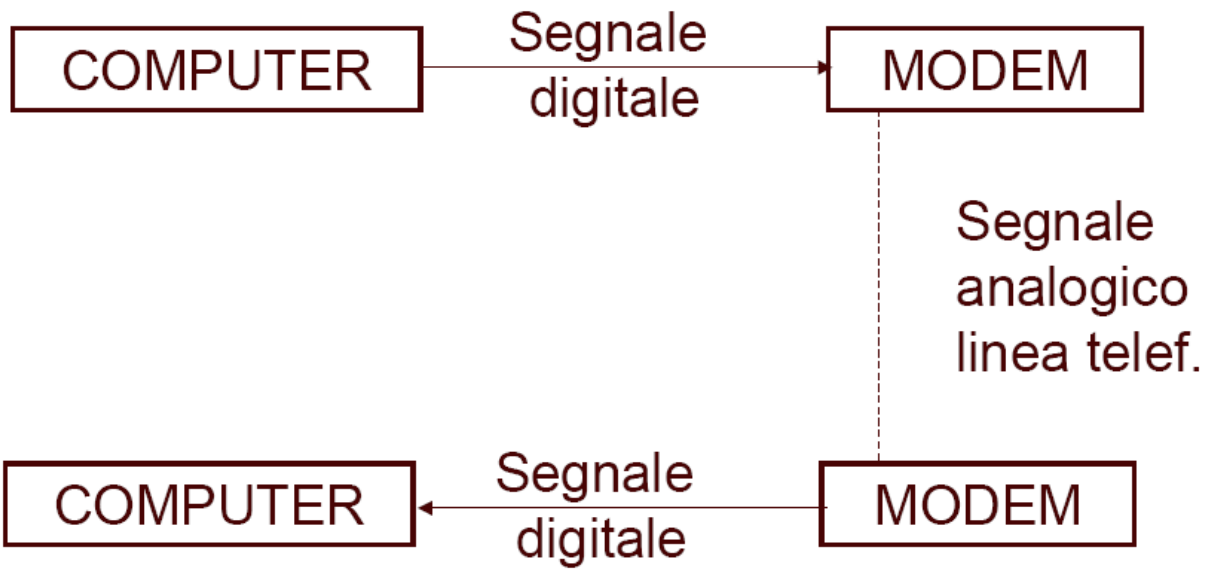 COMPUTER
Segnale
digitale
MODEM
Segnale
analogico
linea telef.
COMPUTER
Segnale
digitale
MODEM